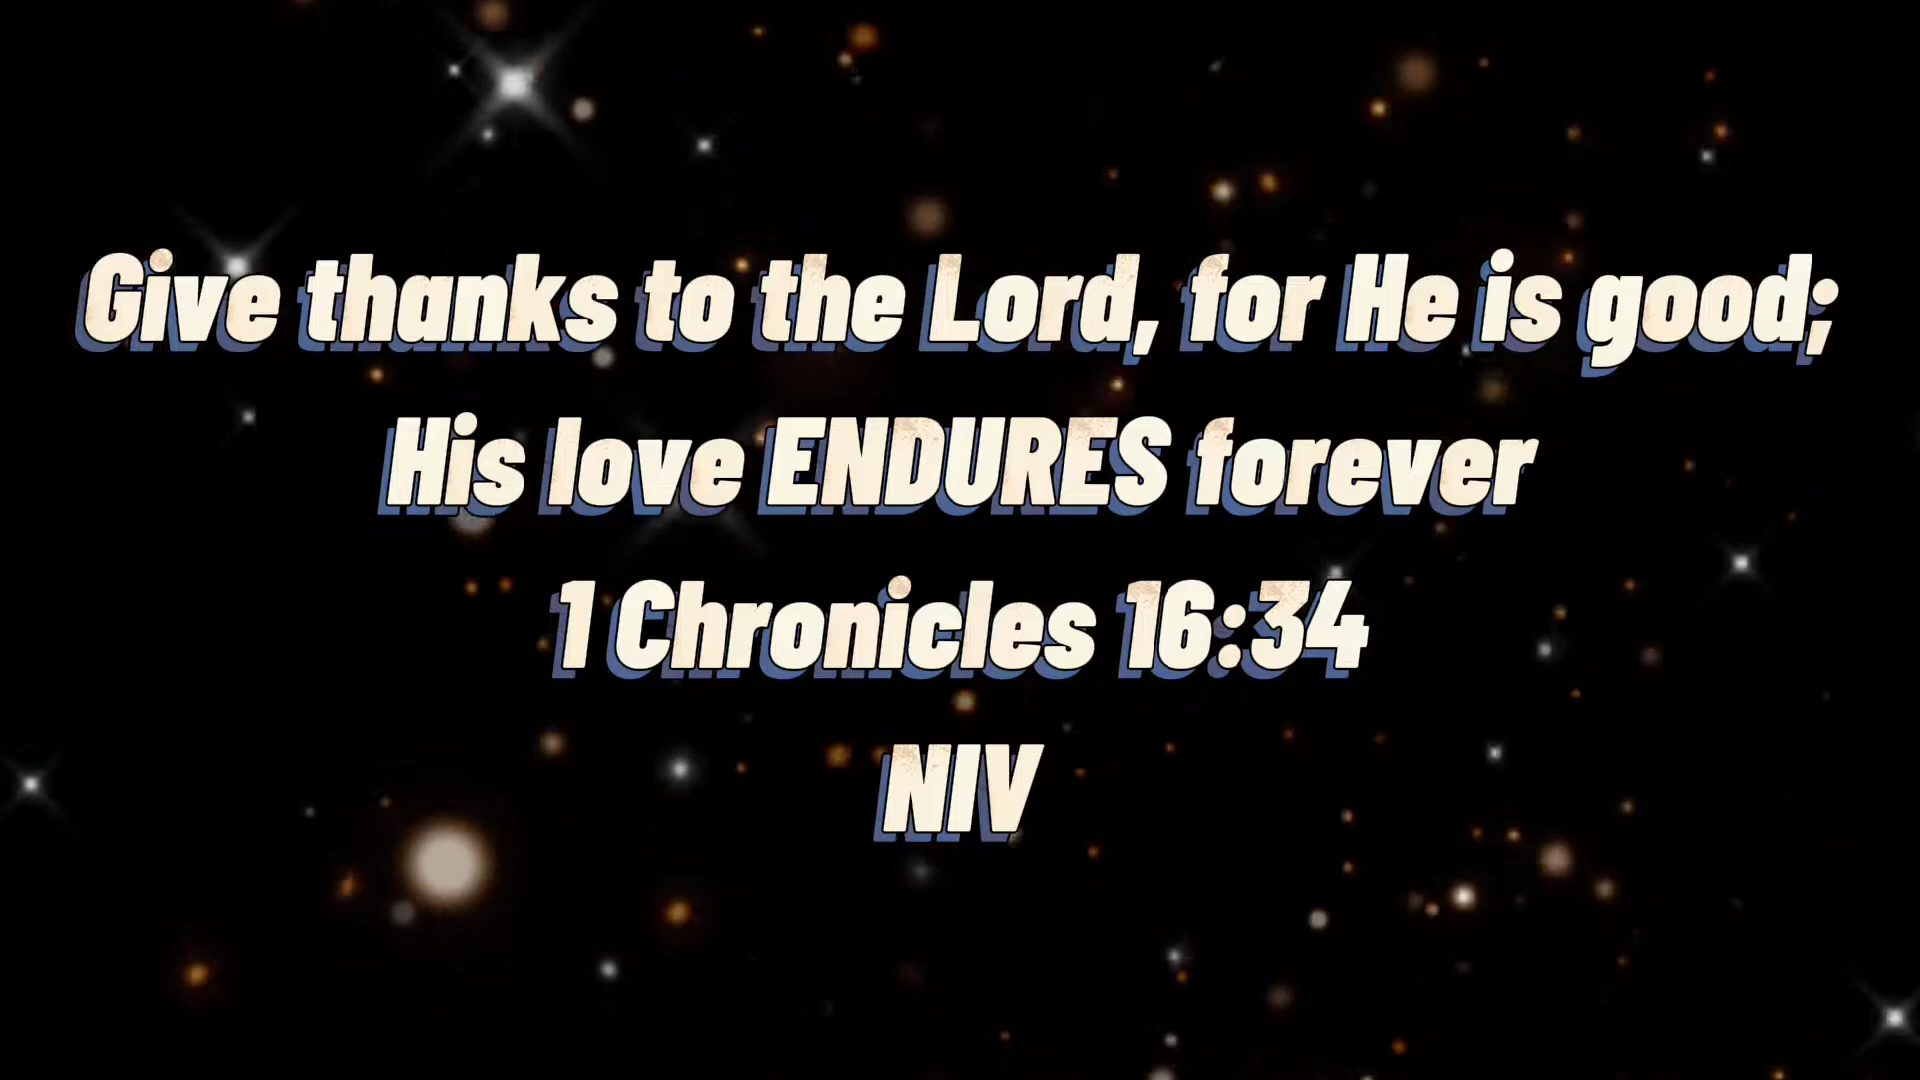 Give thanks to the Lord, for He is good;
His love ENDURES forever
1 Chronicles 16:34
NIV